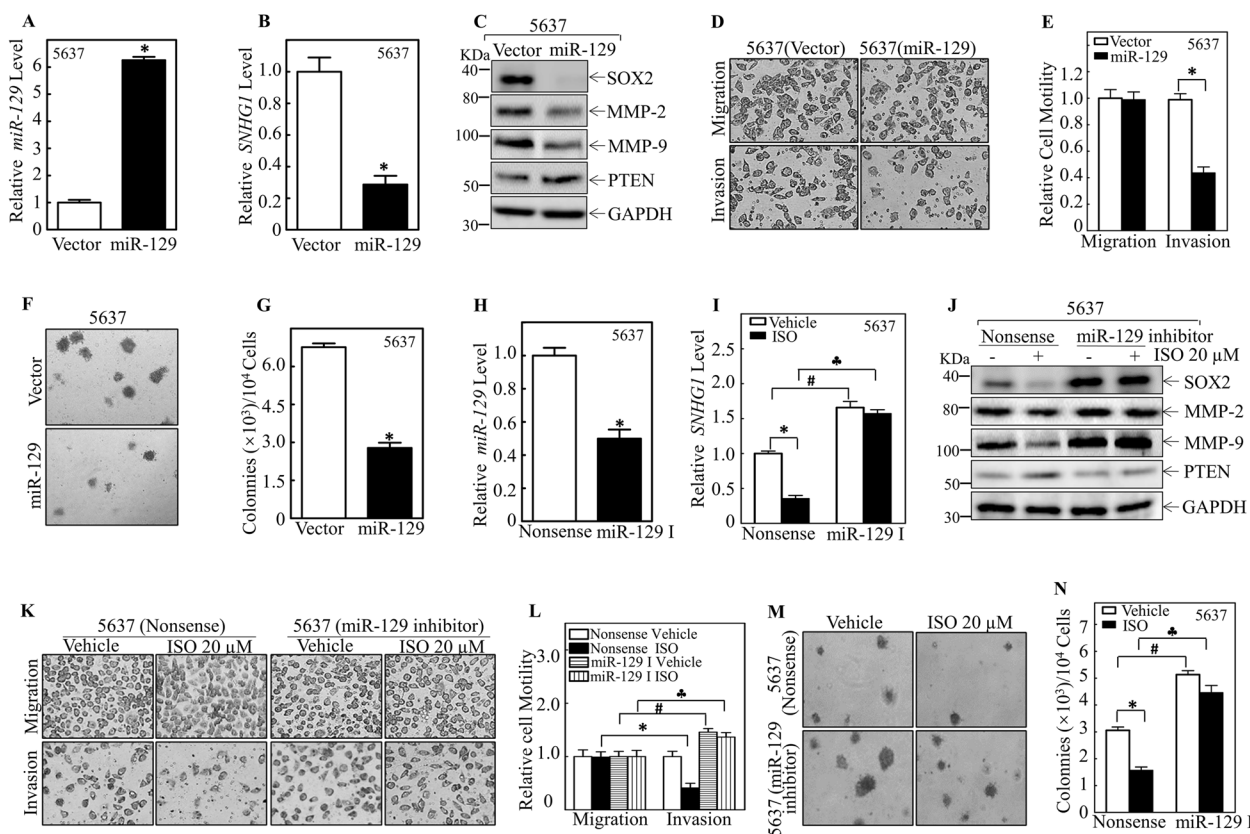 A
5637
Relative miR-129 Level
6
5
4
3
2
1
0
*
Vector miR-129
B
5637
Relative SNHG1 Level
1.0
0.8
0.6
0.4
0.2
0
*
Vector miR-129
C
5637
Vector miR-129
KDa
40
SOX2
80
MMP-2
100
MMP-9
50
PTEN
30
GAPDH
D
5637(Vector) 5637(miR-129)
Migration
Invasion
E
Vector
miR-129
5637
Relative Cell Motility
1.2
1.0
0.8
0.6
0.4
0.2
0
*
Migration Invasion
F
5637
Vector
miR-129
G
5637
Colonies (×10³)/10⁴ Cells
6.0
4.5
3.0
1.5
0
*
Vector miR-129
H
5637
Relative miR-129 Level
1.0
0.8
0.6
0.4
0.2
0
*
Nonsense miR-129 I
I
Vehicle
ISO
5637
Relative SNHG1 Level
2.5
2.0
1.5
1.0
0.5
0.0
*
#
♣
Nonsense miR-129 I
J
5637
Nonsense miR-129 inhibitor
KDa - + - + ISO 20 µM
40
SOX2
80
MMP-2
100
MMP-9
50
PTEN
30
GAPDH
K
5637 (Nonsense) 5637 (miR-129 inhibitor)
Vehicle ISO 20 µM Vehicle ISO 20 µM
Migration
Invasion
L
Nonsense Vehicle
Nonsense ISO
miR-129 I Vehicle
miR-129 I ISO
Relative cell Motility
3.0
2.0
1.0
0
*
#
♣
Migration Invasion
M
Vehicle ISO 20 µM
5637
(Nonsense)
5637 (miR-129
inhibitor)
N
Vehicle
ISO
5637
Colonies (×10³)/10⁴ Cells
7
6
5
4
3
2
1
0
*
#
♣
Nonsense miR-129 I